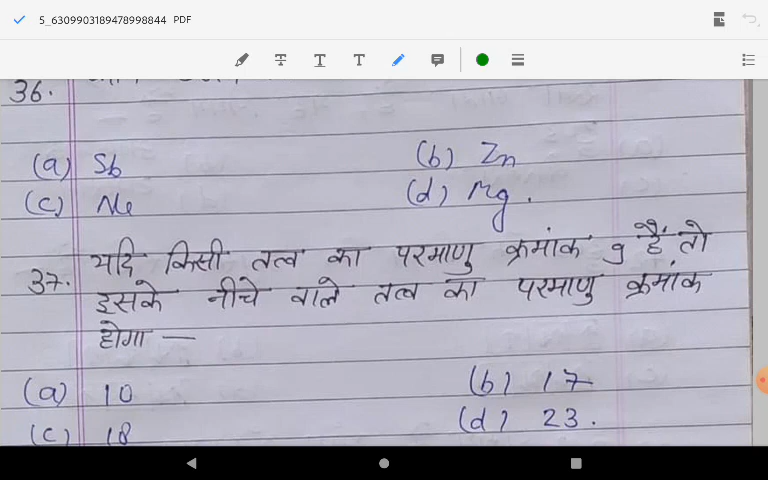 5_6309903189478998844 PDF
36.
(a) Sb (b) Zn
(c) Ne (d) Mg.
37. यदि किसी तत्व का परमाणु क्रमांक 9 हैं तो
इसके नीचे वाले तत्व का परमाणु क्रमांक
होगा —
(a) 10 (b) 17
(c) 18 (d) 23.